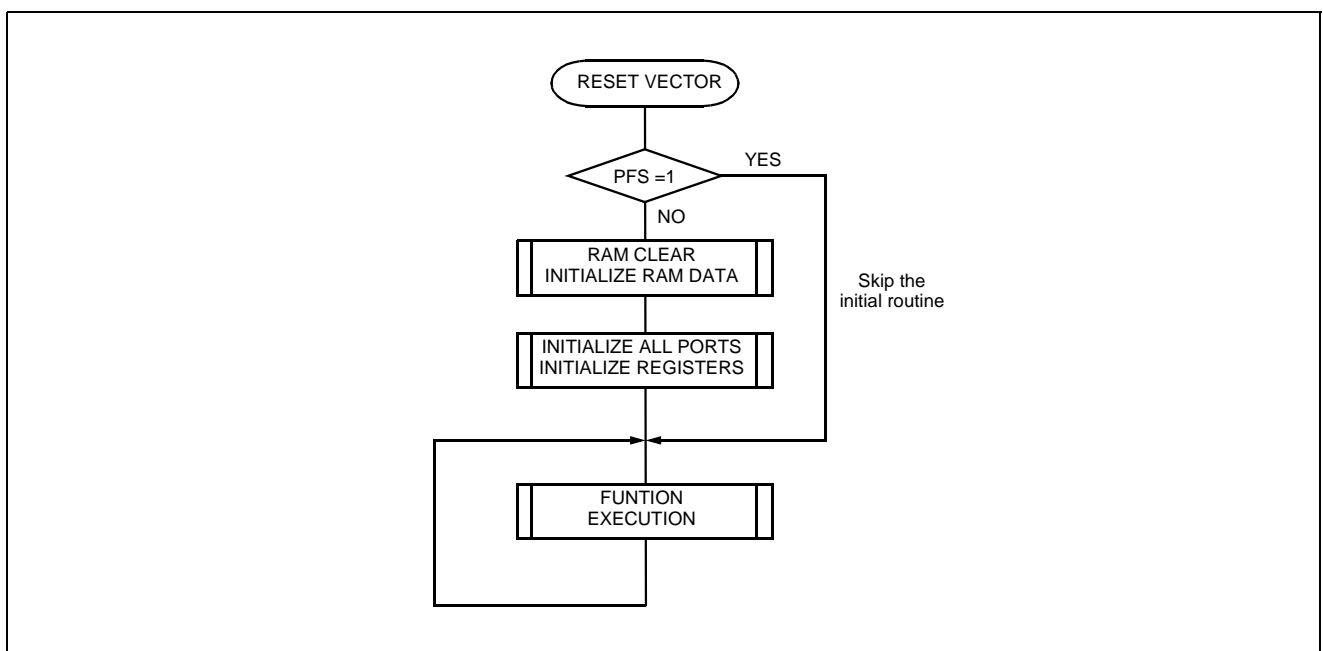 RESET VECTOR
YES
PFS =1
NO
RAM CLEAR
INITIALIZE RAM DATA
Skip the
initial routine
INITIALIZE ALL PORTS
INITIALIZE REGISTERS
FUNTION
EXECUTION